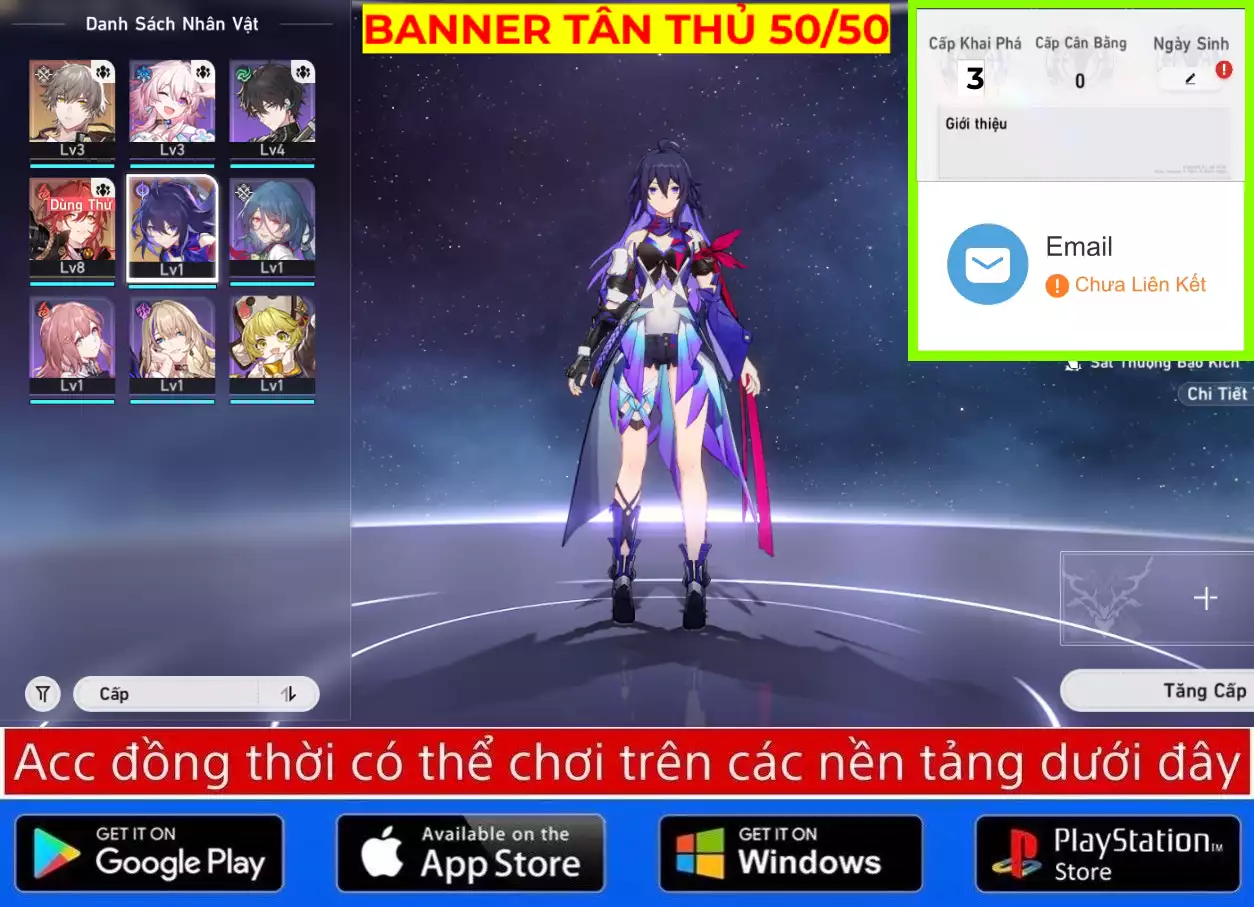 Danh Sách Nhân Vật
BANNER TÂN THỦ 50/50
Cấp Khai Phá
Cấp Cân Bằng
Ngày Sinh
3
0
!
Giới thiệu
Email
! Chưa Liên Kết
Lv3
Lv3
Lv4
Dùng Thử
Lv8
Lv1
Lv1
Lv1
Lv1
Lv1
Sát Thương Bạo Kích
Chi Tiết
Cấp
Tăng Cấp
Acc đồng thời có thể chơi trên các nền tảng dưới đây
GET IT ON
Google Play
Available on the
App Store
GET IT ON
Windows
PlayStation™
Store